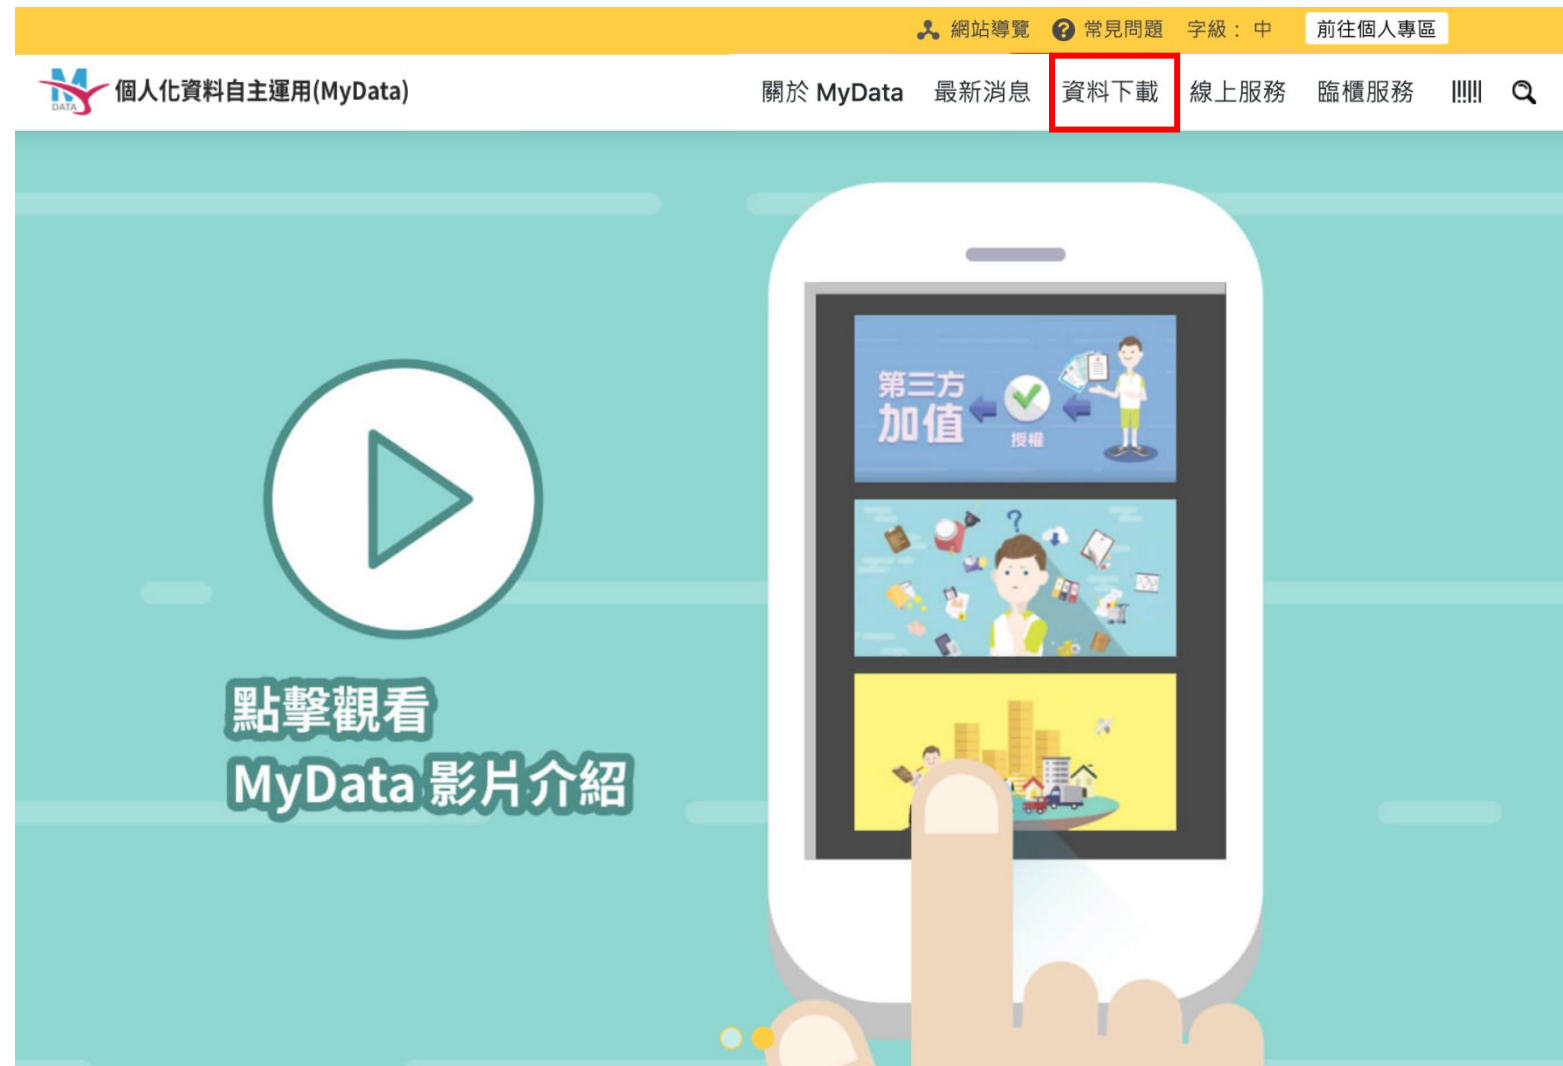 網站導覽 常見問題 字級： 中 前往個人專區
DATA 個人化資料自主運用(MyData) 關於 MyData 最新消息 資料下載 線上服務 臨櫃服務
第三方
加值
授權
點擊觀看
MyData 影片介紹